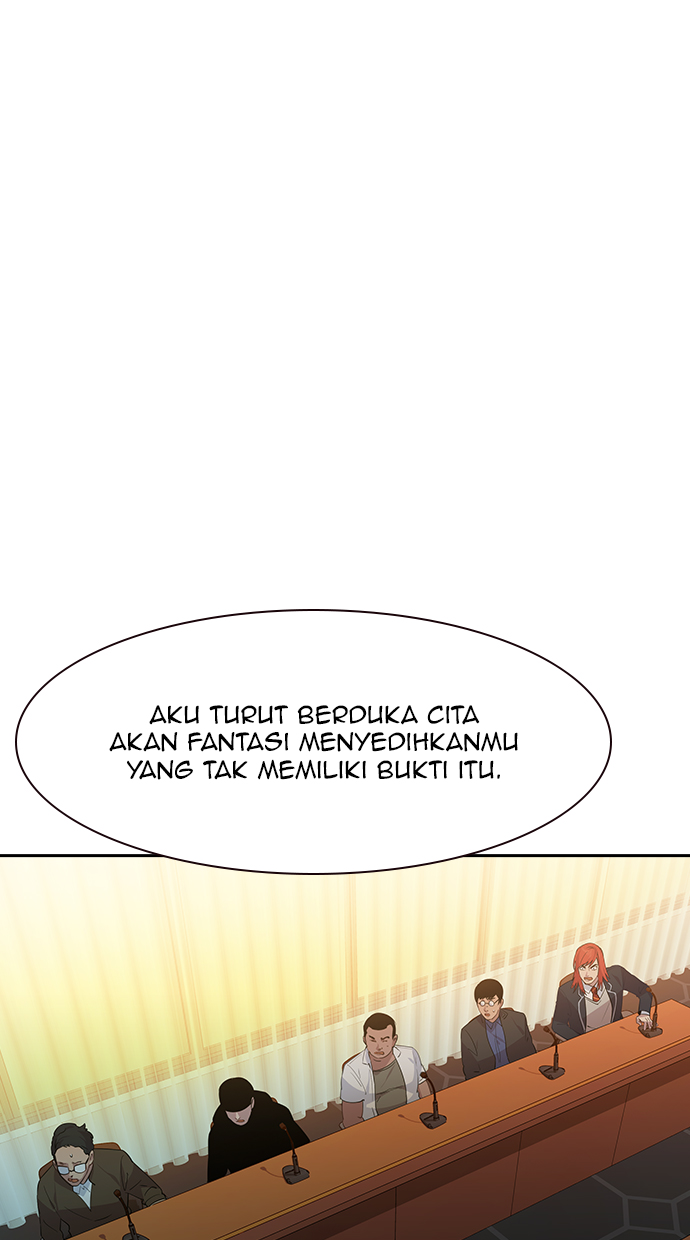 AKU TURUT BERDUKA CITA
AKAN FANTASI MENYEDIHKANMU
YANG TAK MEMILIKI BUKTI ITU.